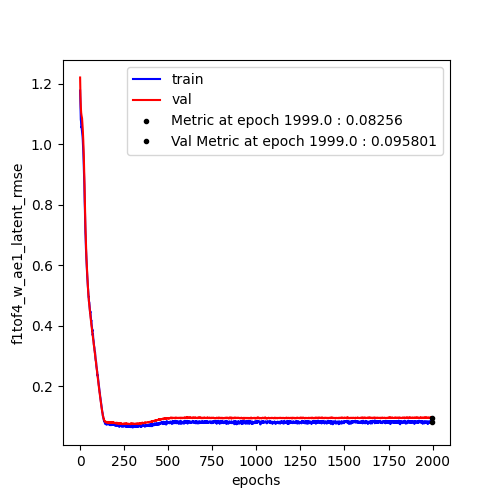 train
val
Metric at epoch 1999.0 : 0.08256
Val Metric at epoch 1999.0 : 0.095801
f1tof4_w_ae1_latent_rmse
1.2
1.0
0.8
0.6
0.4
0.2
0 250 500 750 1000 1250 1500 1750 2000
epochs